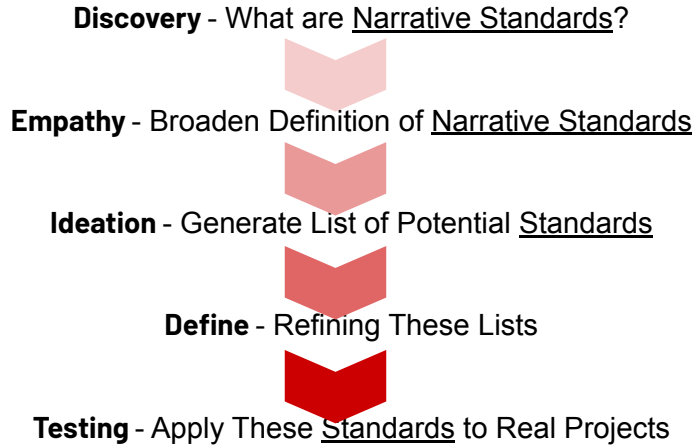 Discovery - What are Narrative Standards?
Empathy - Broaden Definition of Narrative Standards
Ideation - Generate List of Potential Standards
Define - Refining These Lists
Testing - Apply These Standards to Real Projects